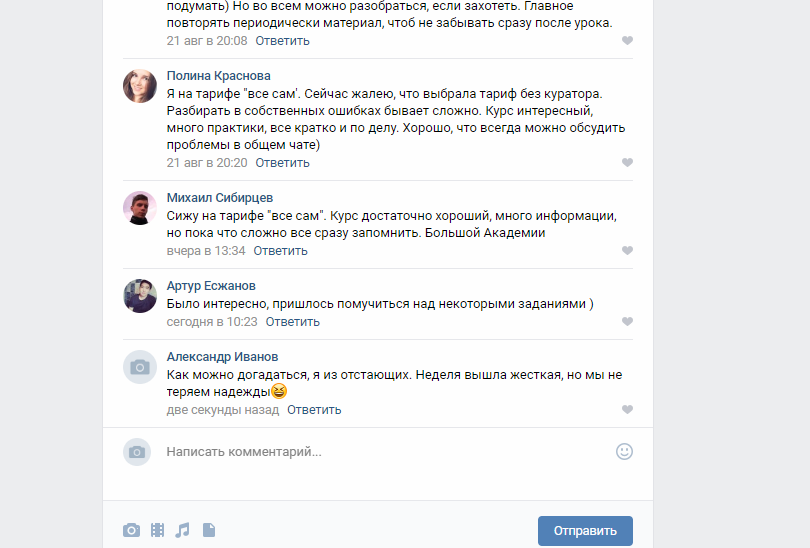 подумать) Но во всем можно разобраться, если захотеть. Главное
повторять периодически материал, чтоб не забывать сразу после урока.
21 авг в 20:08 Ответить
Полина Краснова
Я на тарифе "все сам'. Сейчас жалею, что выбрала тариф без куратора.
Разбирать в собственных ошибках бывает сложно. Курс интересный,
много практики, все кратко и по делу. Хорошо, что всегда можно обсудить
проблемы в общем чате)
21 авг в 20:20 Ответить
Михаил Сибирцев
Сижу на тарифе "все сам". Курс достаточно хороший, много информации,
но пока что сложно все сразу запомнить. Большой Академии
вчера в 13:34 Ответить
Артур Есжанов
Было интересно, пришлось помучиться над некоторыми заданиями )
сегодня в 10:23 Ответить
Александр Иванов
Как можно догадаться, я из отстающих. Неделя вышла жесткая, но мы не
теряем надежды😆
две секунды назад Ответить
Написать комментарий...
Отправить